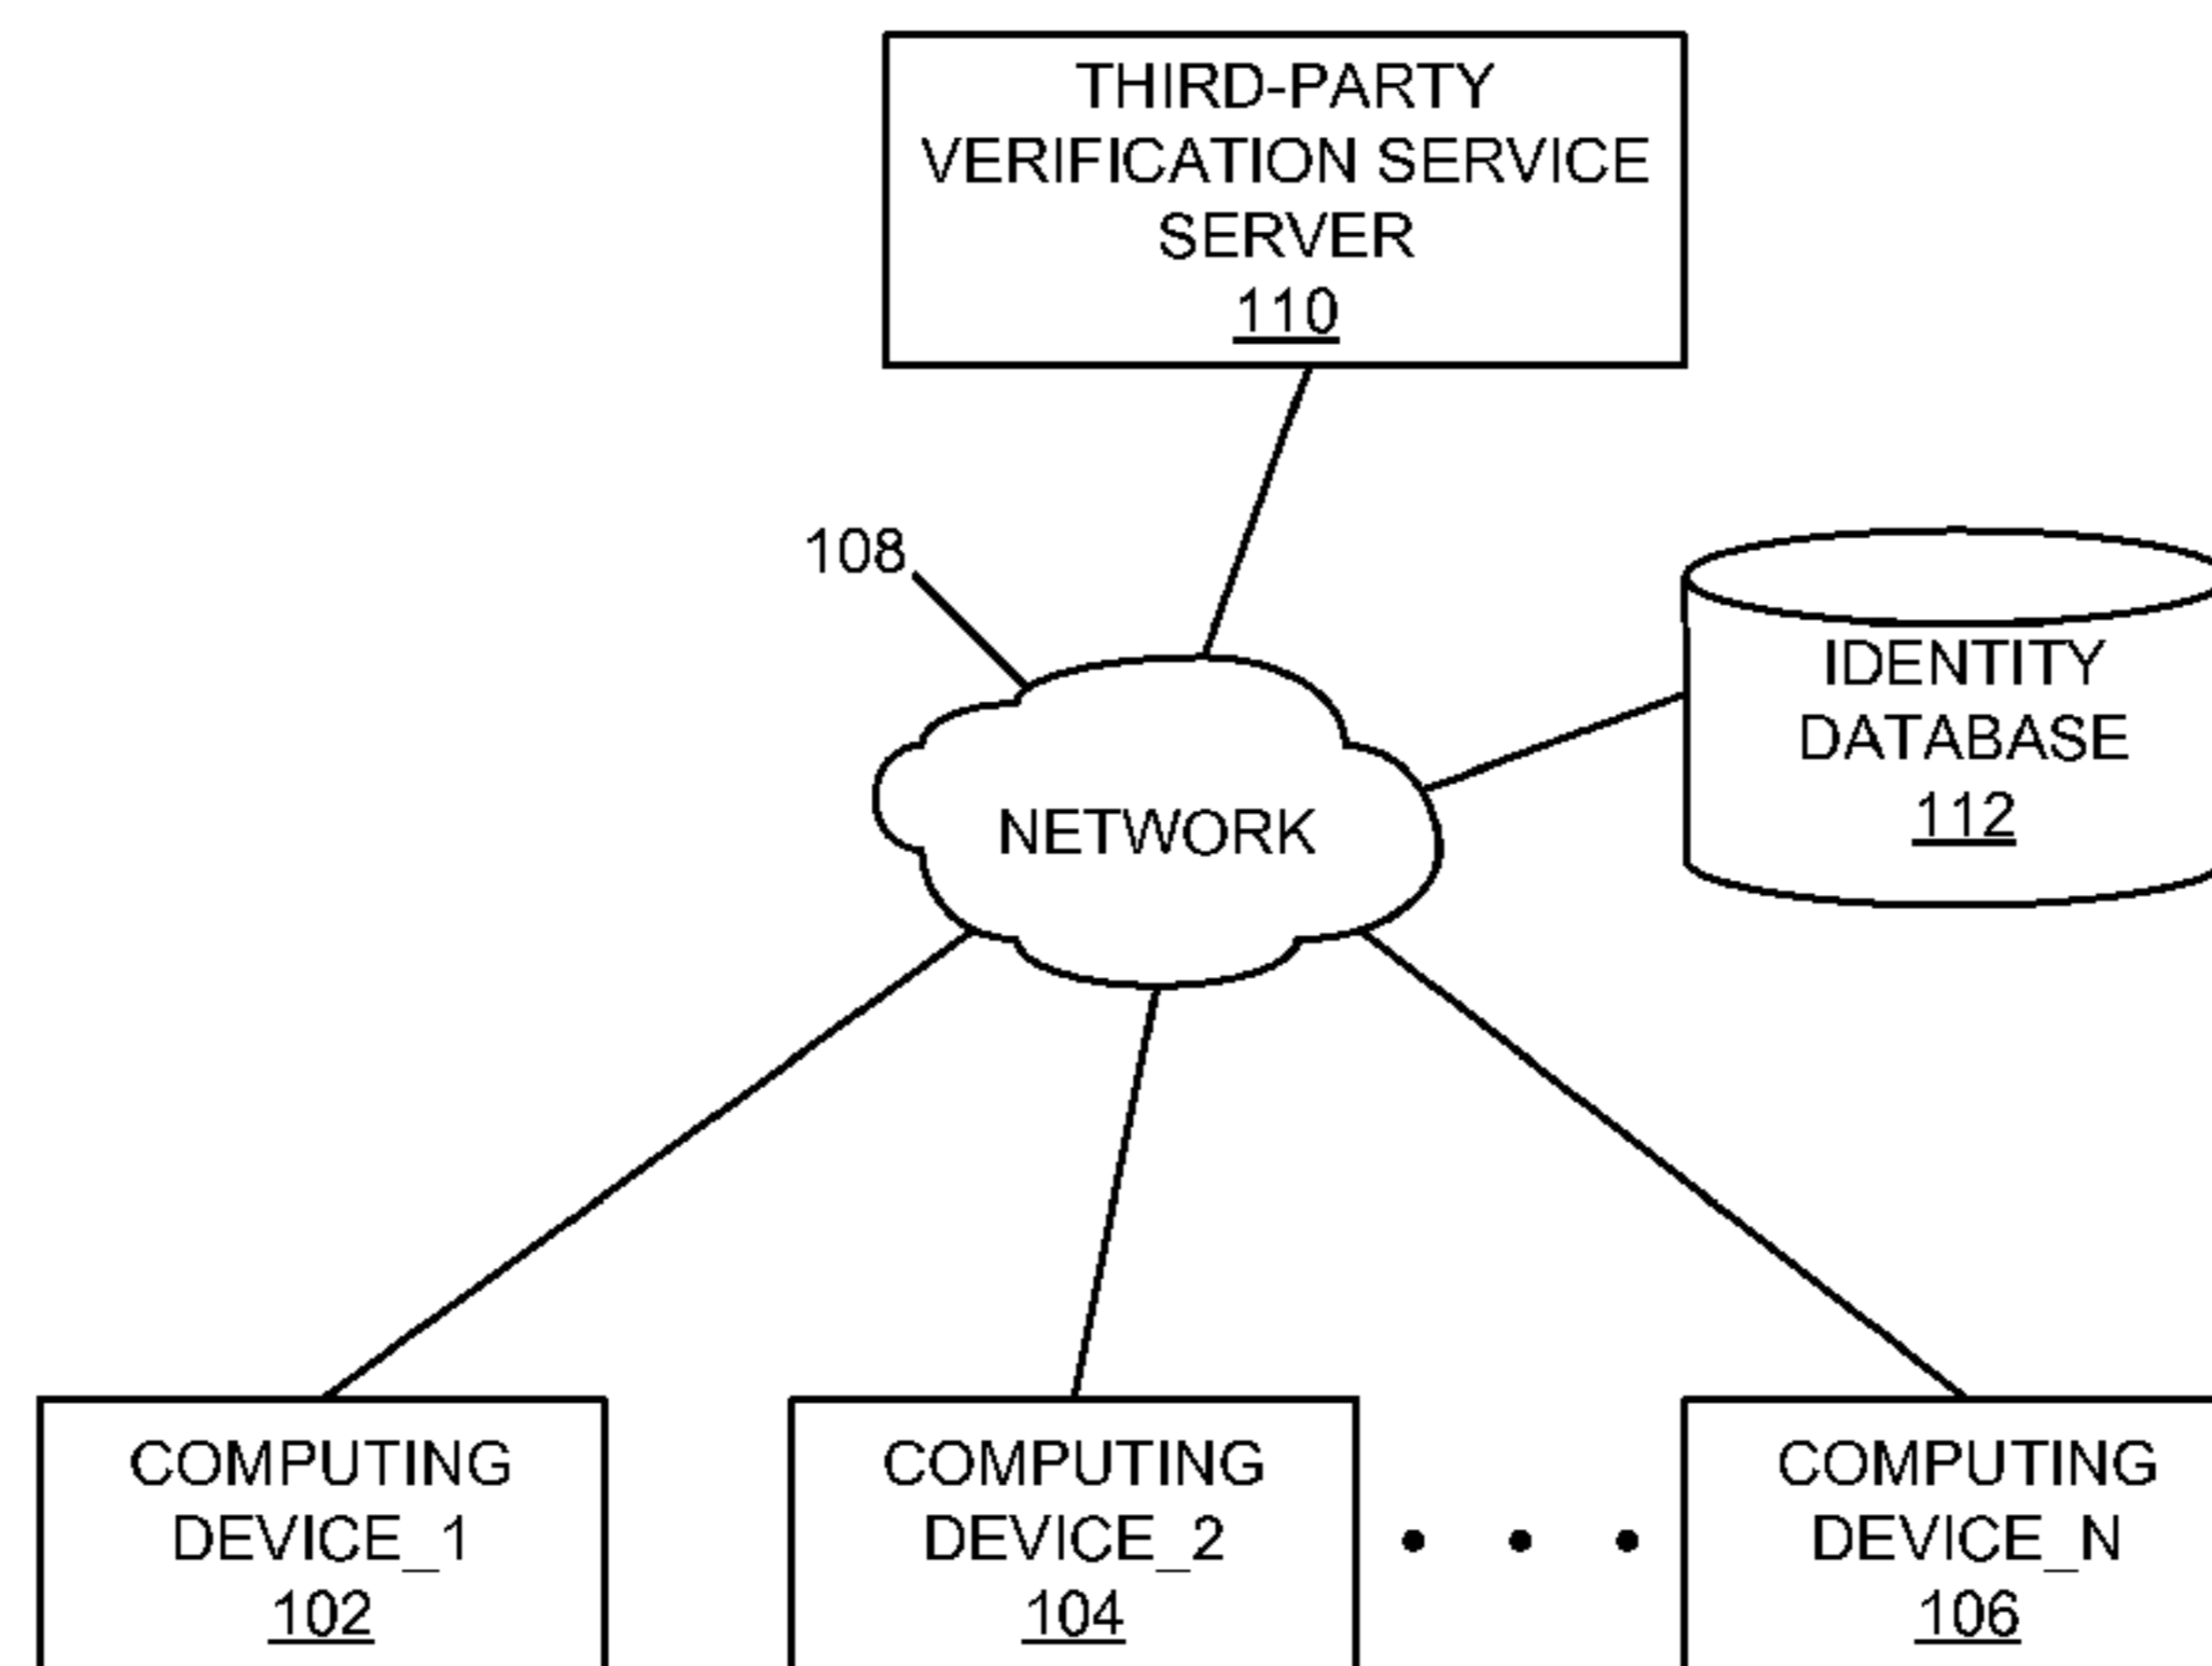 THIRD-PARTY
VERIFICATION SERVICE
SERVER
110
108
IDENTITY
DATABASE
112
NETWORK
COMPUTING
DEVICE_1
102
COMPUTING
DEVICE_2
104
COMPUTING
DEVICE_N
106